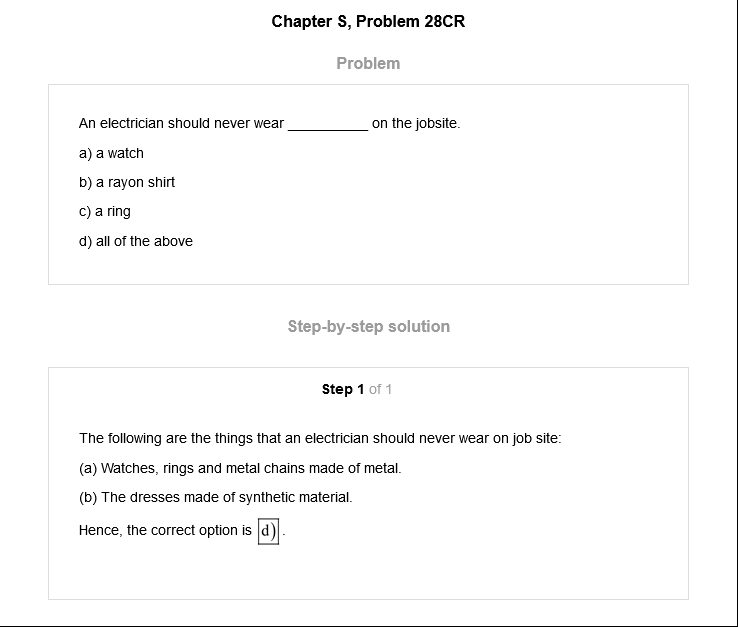 Chapter S, Problem 28CR
Problem
An electrician should never wear __________ on the jobsite.
a) a watch
b) a rayon shirt
c) a ring
d) all of the above
Step-by-step solution
Step 1 of 1
The following are the things that an electrician should never wear on job site:
(a) Watches, rings and metal chains made of metal.
(b) The dresses made of synthetic material.
Hence, the correct option is d) .